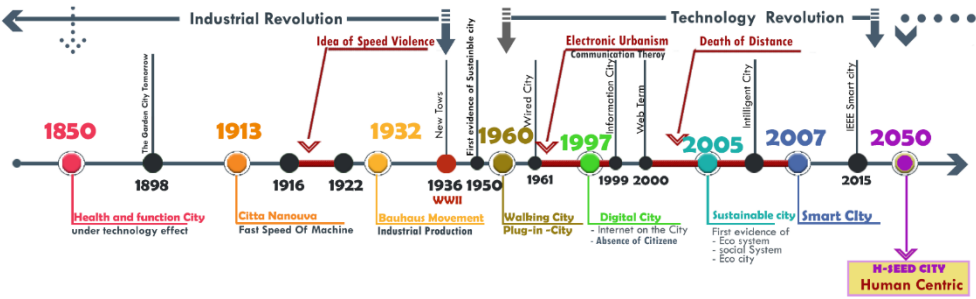 Industrial Revolution
Technology Revolution
Idea of Speed Violence
Electronic Urbanism
Communication Theroy
Death of Distance
The Garden City Tomorrow
New Tows
First evidence of Sustainble city
Wired City
Information City
Web Term
Intilligent City
IEEE Smart city
1850
1913
1932
1960
1997
2005
2007
2050
1898
1916
1922
1936
WWII
1950
1961
1999
2000
2015
Health and function City
under technology effect
Citta Nanouva
Fast Speed Of Machine
Bauhaus Movement
Industrial Production
Walking City
Plug-in -City
Digital City
- Internet on the City
- Absence of Citizene
Sustainable city
First evidence of
- Eco system
- social System
- Eco city
Smart CIty
H-SEED CITY
Human Centric